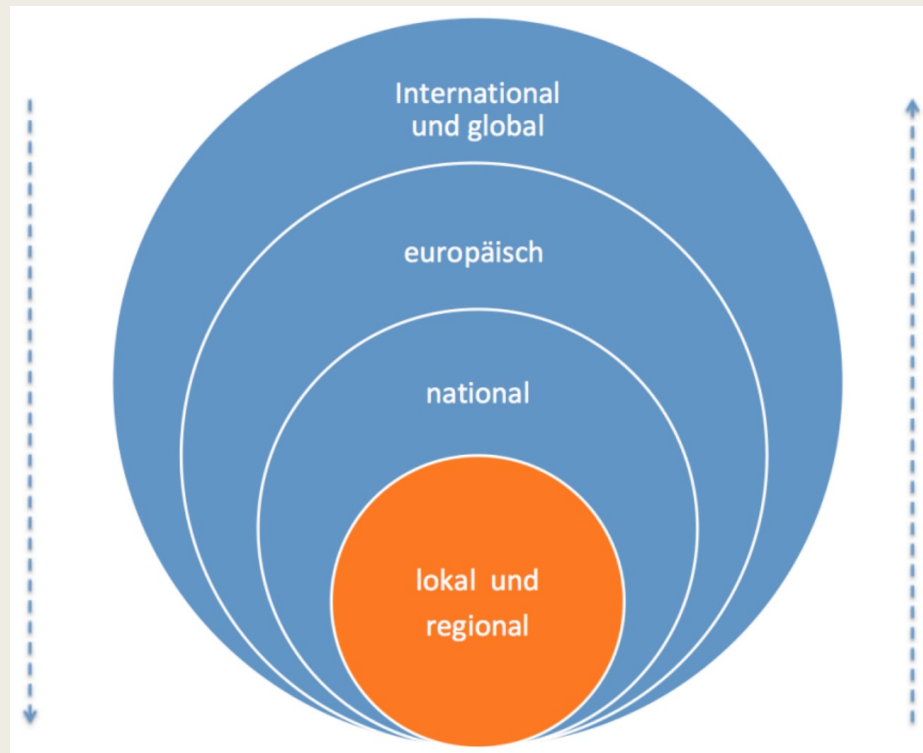 International
und global
europäisch
national
lokal und
regional